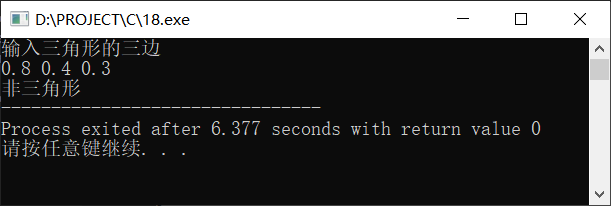 D:\PROJECT\C\18.exe
输入三角形的三边
0.8 0.4 0.3
非三角形
--------------------------------
Process exited after 6.377 seconds with return value 0
请按任意键继续. . .